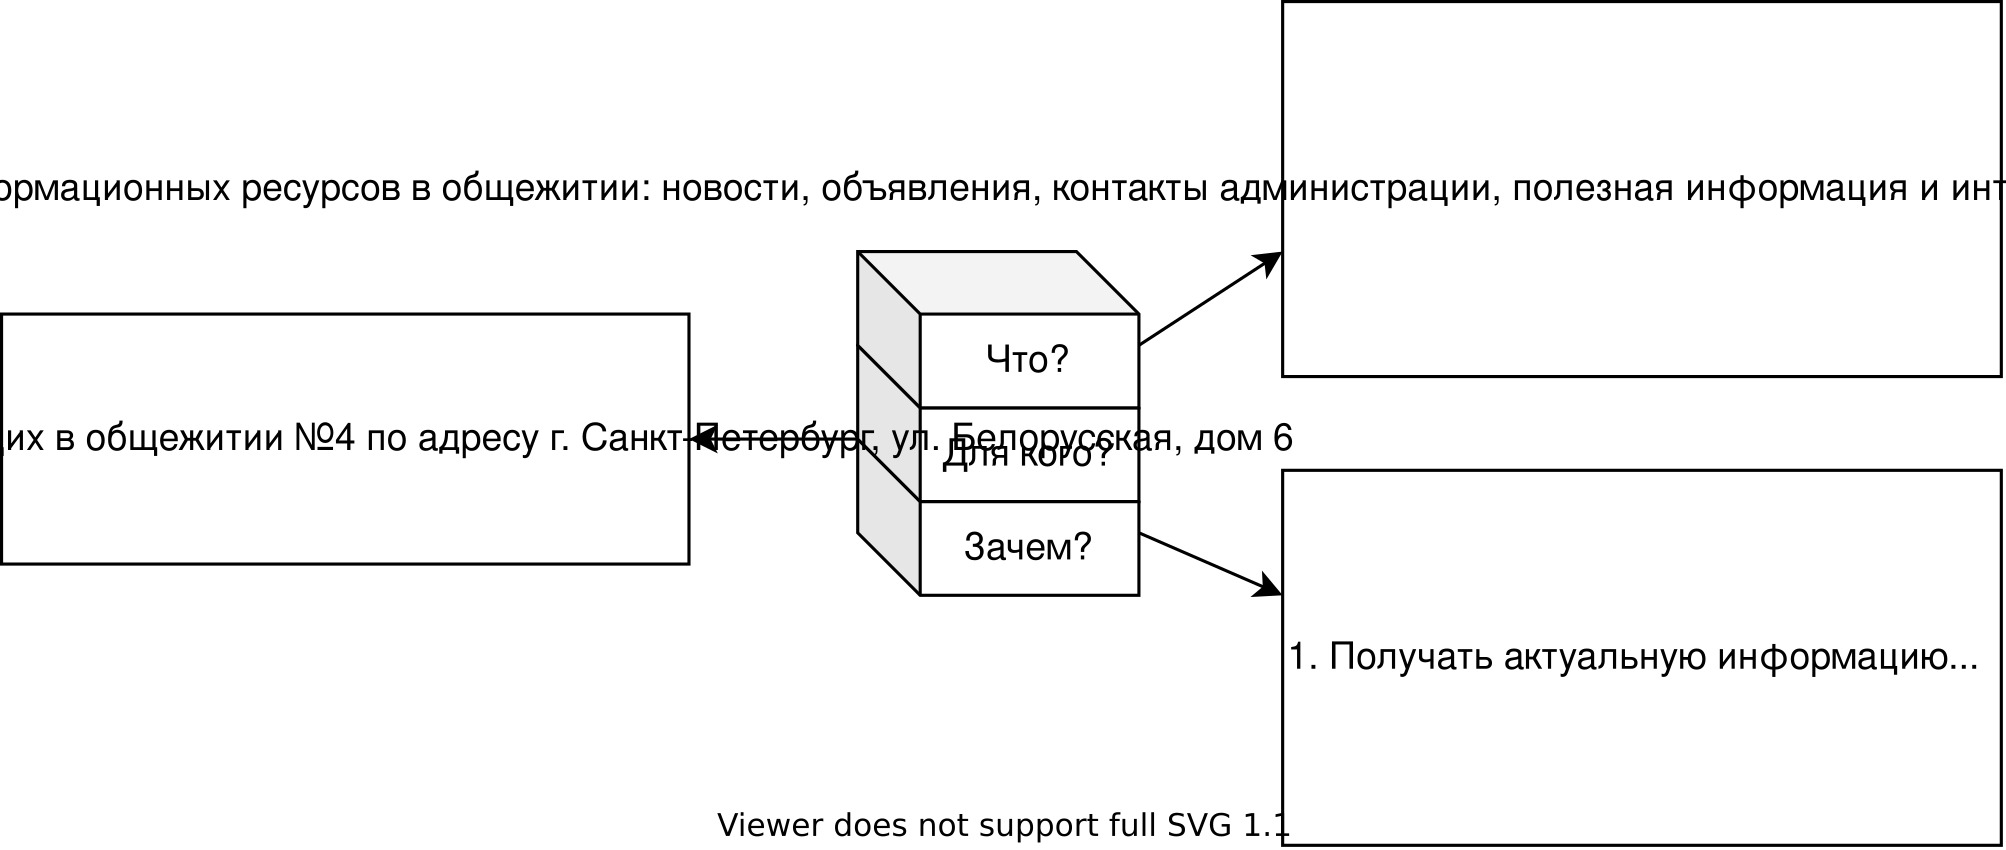 ормационных ресурсов в общежитии: новости, объявления, контакты администрации, полезная информация и инт
Что?
их в общежитии №4 по адресу г. Санкт-Петербург, ул. Белорусская, дом 6
Для кого?
Зачем?
1. Получать актуальную информацию...
Viewer does not support full SVG 1.1